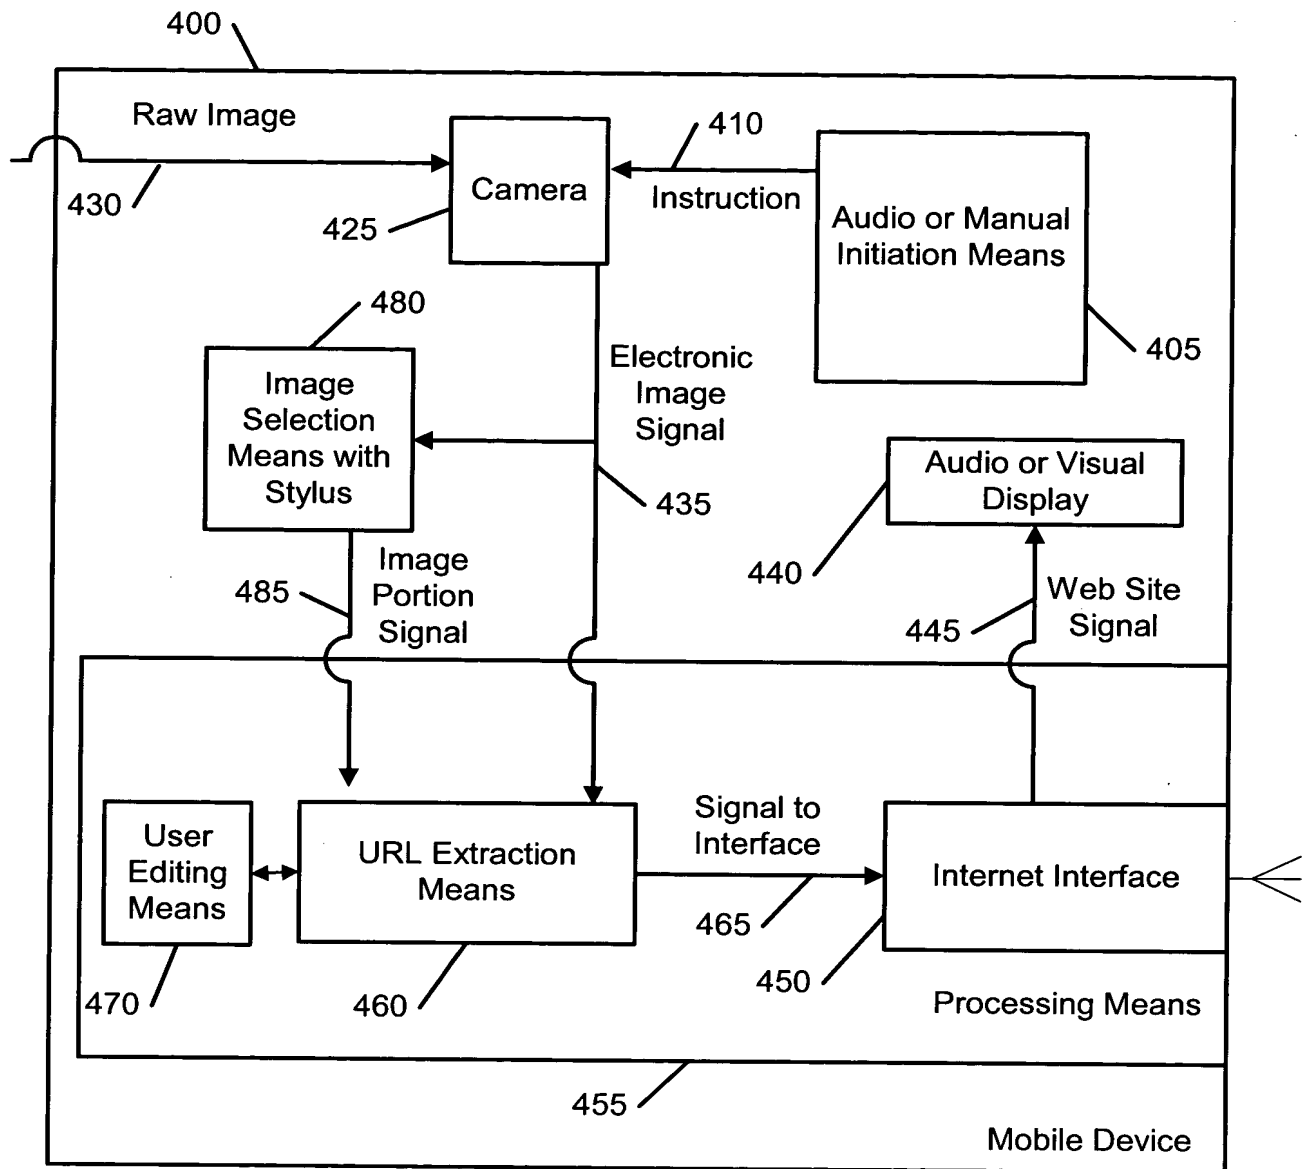 400
Raw Image
430
Camera
425
410
Instruction
Audio or Manual
Initiation Means
405
480
Image
Selection
Means with
Stylus
Electronic
Image
Signal
435
Audio or Visual
Display
440
485
Image
Portion
Signal
445
Web Site
Signal
User
Editing
Means
470
URL Extraction
Means
460
Signal to
Interface
465
Internet Interface
450
Processing Means
455
Mobile Device